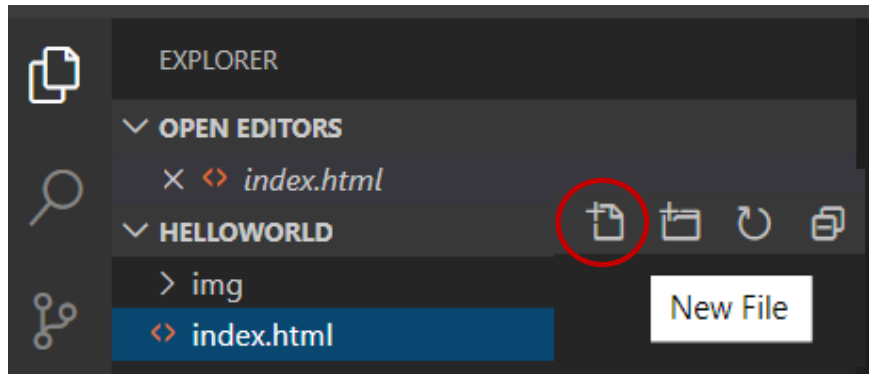 EXPLORER
OPEN EDITORS
index.html
HELLOWORLD
img
New File
index.html